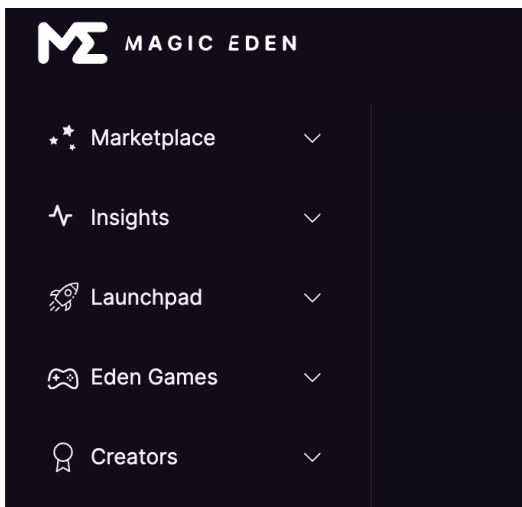 MAGIC EDEN
Marketplace
Insights
Launchpad
Eden Games
Creators